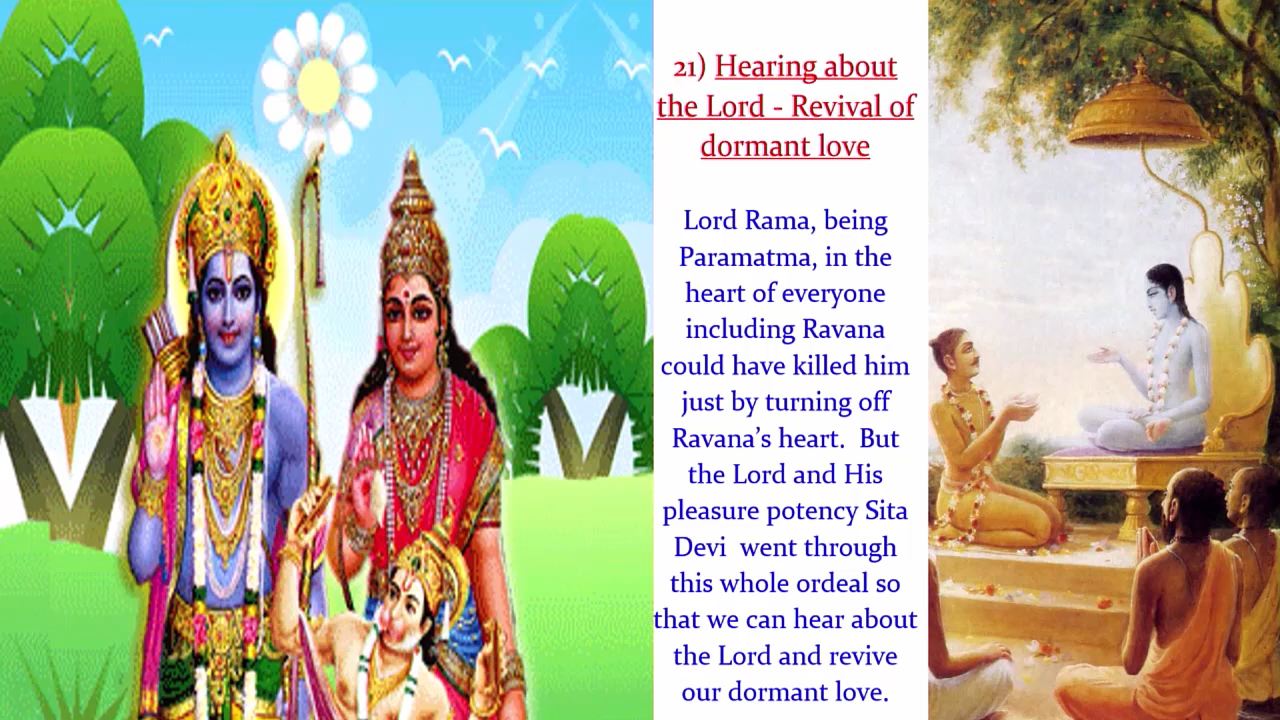 21) Hearing about
the Lord - Revival of
dormant love
Lord Rama, being
Paramatma, in the
heart of everyone
including Ravana
could have killed him
just by turning off
Ravana’s heart.  But
the Lord and His
pleasure potency Sita
Devi  went through
this whole ordeal so
that we can hear about
the Lord and revive
our dormant love.